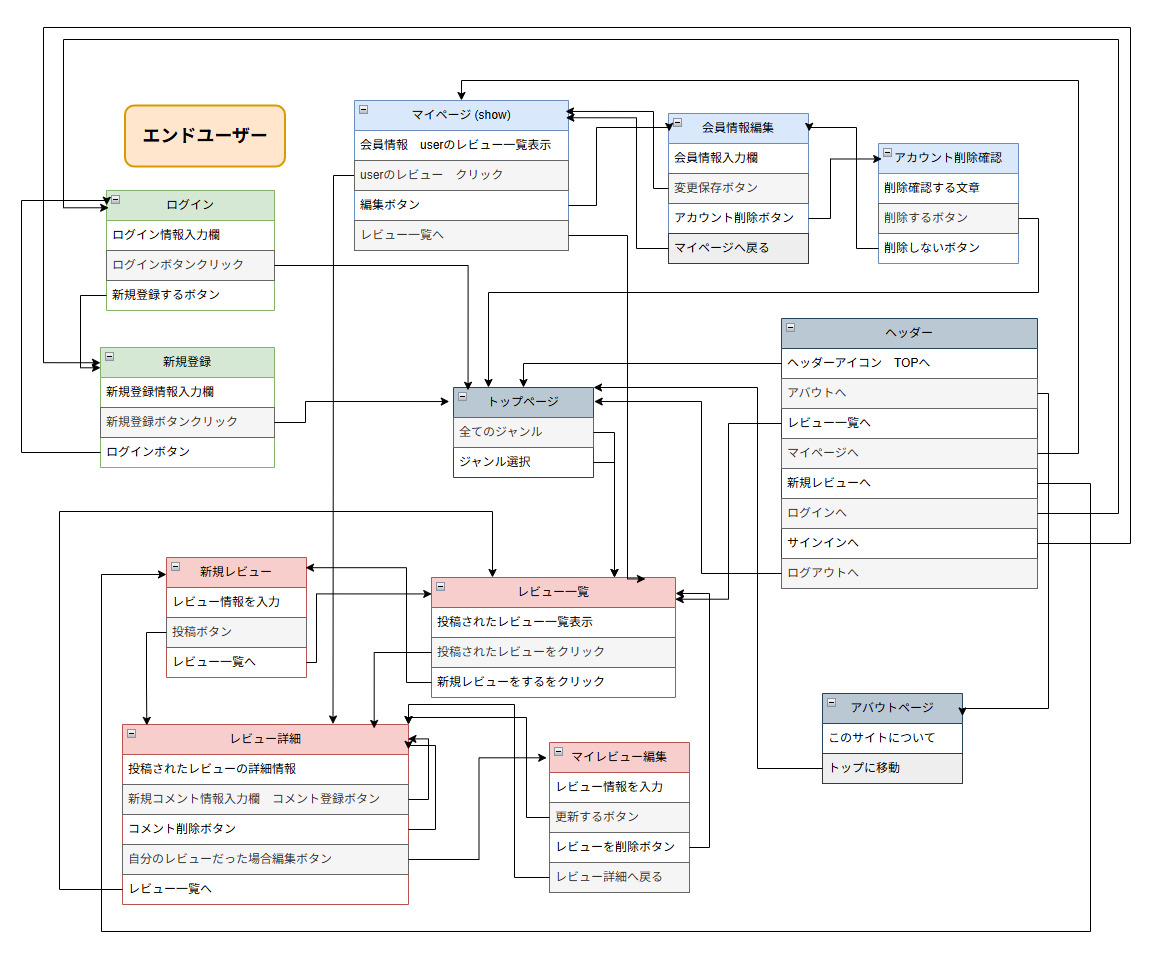 エンドユーザー
マイページ (show)
会員情報　userのレビュー一覧表示
userのレビュー　クリック
編集ボタン
レビュー一覧へ
会員情報編集
会員情報入力欄
変更保存ボタン
アカウント削除ボタン
マイページへ戻る
アカウント削除確認
削除確認する文章
削除するボタン
削除しないボタン
ログイン
ログイン情報入力欄
ログインボタンクリック
新規登録するボタン
新規登録
新規登録情報入力欄
新規登録ボタンクリック
ログインボタン
トップページ
全てのジャンル
ジャンル選択
ヘッダー
ヘッダーアイコン　TOPへ
アバウトへ
レビュー一覧へ
マイページへ
新規レビューへ
ログインへ
サインインへ
ログアウトへ
新規レビュー
レビュー情報を入力
投稿ボタン
レビュー一覧へ
レビュー一覧
投稿されたレビュー一覧表示
投稿されたレビューをクリック
新規レビューをするをクリック
アバウトページ
このサイトについて
トップに移動
レビュー詳細
投稿されたレビューの詳細情報
新規コメント情報入力欄　コメント登録ボタン
コメント削除ボタン
自分のレビューだった場合編集ボタン
レビュー一覧へ
マイレビュー編集
レビュー情報を入力
更新するボタン
レビューを削除ボタン
レビュー詳細へ戻る